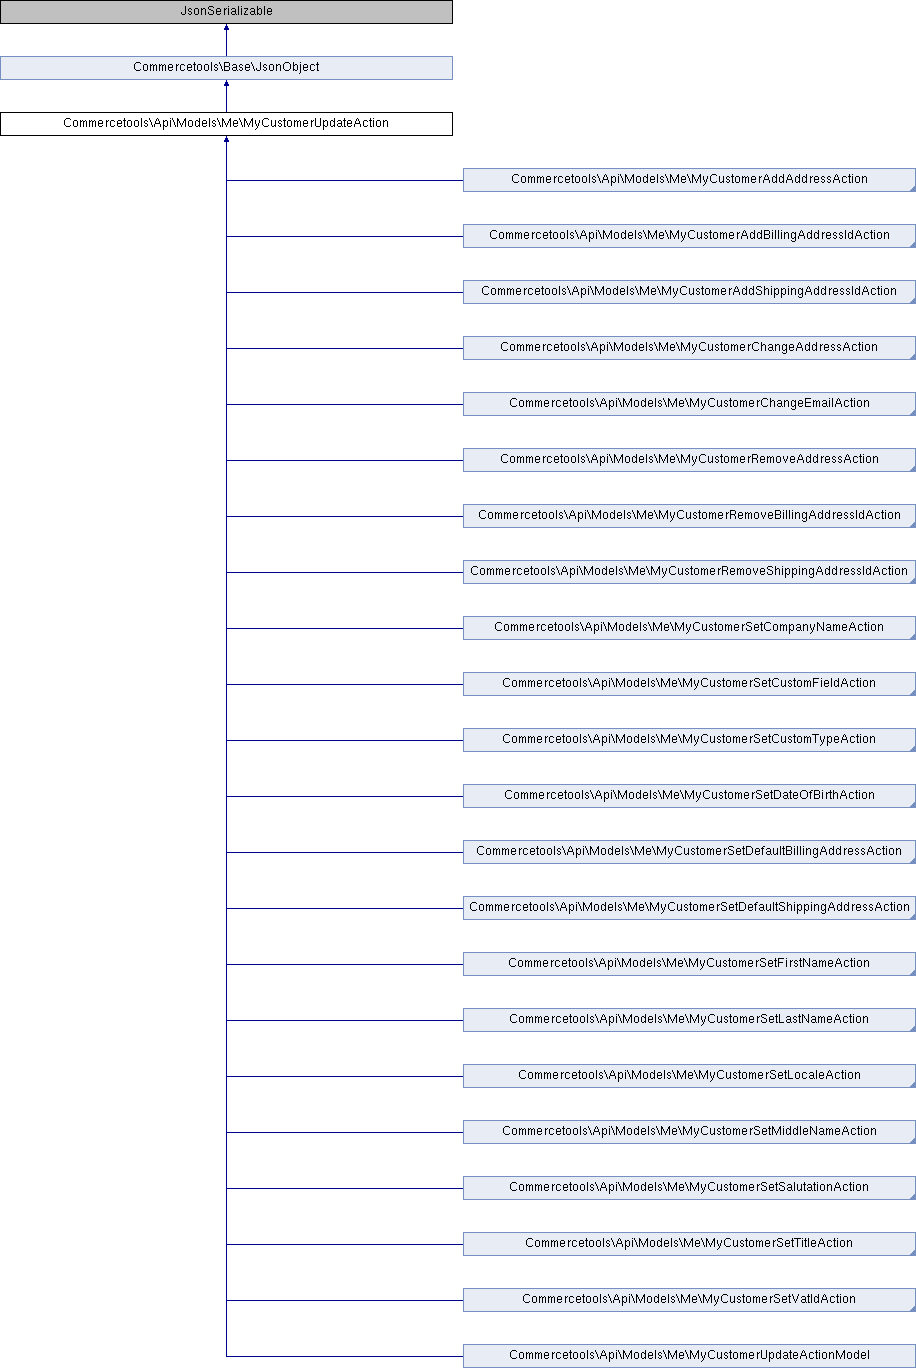 JsonSerializable
Commercetools\Base\JsonObject
Commercetools\Api\Models\Me\MyCustomerUpdateAction
Commercetools\Api\Models\Me\MyCustomerAddAddressAction
Commercetools\Api\Models\Me\MyCustomerAddBillingAddressIdAction
Commercetools\Api\Models\Me\MyCustomerAddShippingAddressIdAction
Commercetools\Api\Models\Me\MyCustomerChangeAddressAction
Commercetools\Api\Models\Me\MyCustomerChangeEmailAction
Commercetools\Api\Models\Me\MyCustomerRemoveAddressAction
Commercetools\Api\Models\Me\MyCustomerRemoveBillingAddressIdAction
Commercetools\Api\Models\Me\MyCustomerRemoveShippingAddressIdAction
Commercetools\Api\Models\Me\MyCustomerSetCompanyNameAction
Commercetools\Api\Models\Me\MyCustomerSetCustomFieldAction
Commercetools\Api\Models\Me\MyCustomerSetCustomTypeAction
Commercetools\Api\Models\Me\MyCustomerSetDateOfBirthAction
Commercetools\Api\Models\Me\MyCustomerSetDefaultBillingAddressAction
Commercetools\Api\Models\Me\MyCustomerSetDefaultShippingAddressAction
Commercetools\Api\Models\Me\MyCustomerSetFirstNameAction
Commercetools\Api\Models\Me\MyCustomerSetLastNameAction
Commercetools\Api\Models\Me\MyCustomerSetLocaleAction
Commercetools\Api\Models\Me\MyCustomerSetMiddleNameAction
Commercetools\Api\Models\Me\MyCustomerSetSalutationAction
Commercetools\Api\Models\Me\MyCustomerSetTitleAction
Commercetools\Api\Models\Me\MyCustomerSetVatIdAction
Commercetools\Api\Models\Me\MyCustomerUpdateActionModel